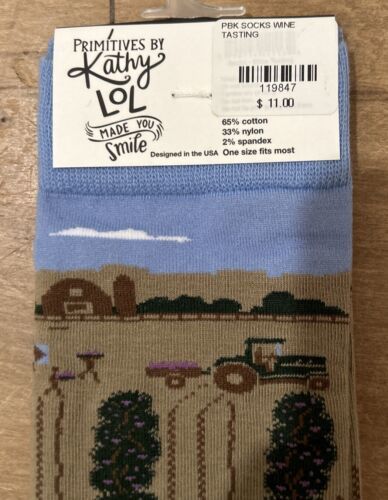 PRIMITIVES BY
Kathy
LOL
MADE YOU
Smile
PBK SOCKS WINE
TASTING
119847
$ 11.00
65% cotton
33% nylon
2% spandex
Designed in the USA One size fits most